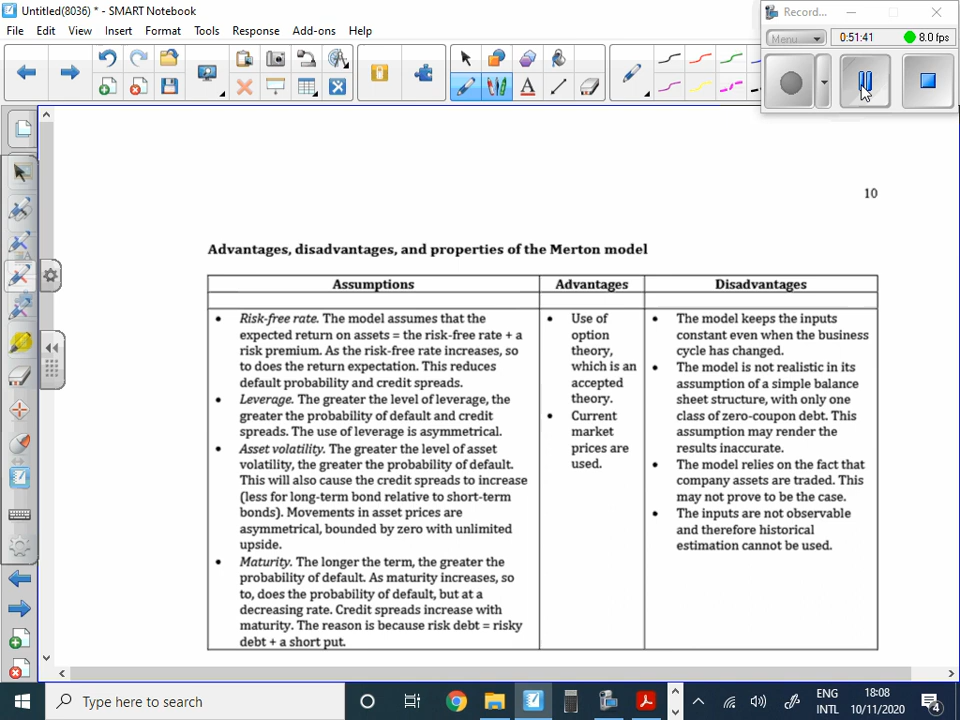 Untitled(8036) * - SMART Notebook
Record...
File Edit View Insert Format Tools Response Add-ons Help
Menu
0:51:41
8.0 fps
10
Advantages, disadvantages, and properties of the Merton model
Assumptions
Advantages
Disadvantages
• Risk-free rate. The model assumes that the
expected return on assets = the risk-free rate + a
risk premium. As the risk-free rate increases, so
to does the return expectation. This reduces
default probability and credit spreads.
• Leverage. The greater the level of leverage, the
greater the probability of default and credit
spreads. The use of leverage is asymmetrical.
• Asset volatility. The greater the level of asset
volatility, the greater the probability of default.
This will also cause the credit spreads to increase
(less for long-term bond relative to short-term
bonds). Movements in asset prices are
asymmetrical, bounded by zero with unlimited
upside.
• Maturity. The longer the term, the greater the
probability of default. As maturity increases, so
to, does the probability of default, but at a
decreasing rate. Credit spreads increase with
maturity. The reason is because risk debt = risky
debt + a short put.
• Use of
option
theory,
which is an
accepted
theory.
• Current
market
prices are
used.
• The model keeps the inputs
constant even when the business
cycle has changed.
• The model is not realistic in its
assumption of a simple balance
sheet structure, with only one
class of zero-coupon debt. This
assumption may render the
results inaccurate.
• The model relies on the fact that
company assets are traded. This
may not prove to be the case.
• The inputs are not observable
and therefore historical
estimation cannot be used.
Type here to search
ENG
INTL
18:08
10/11/2020
4